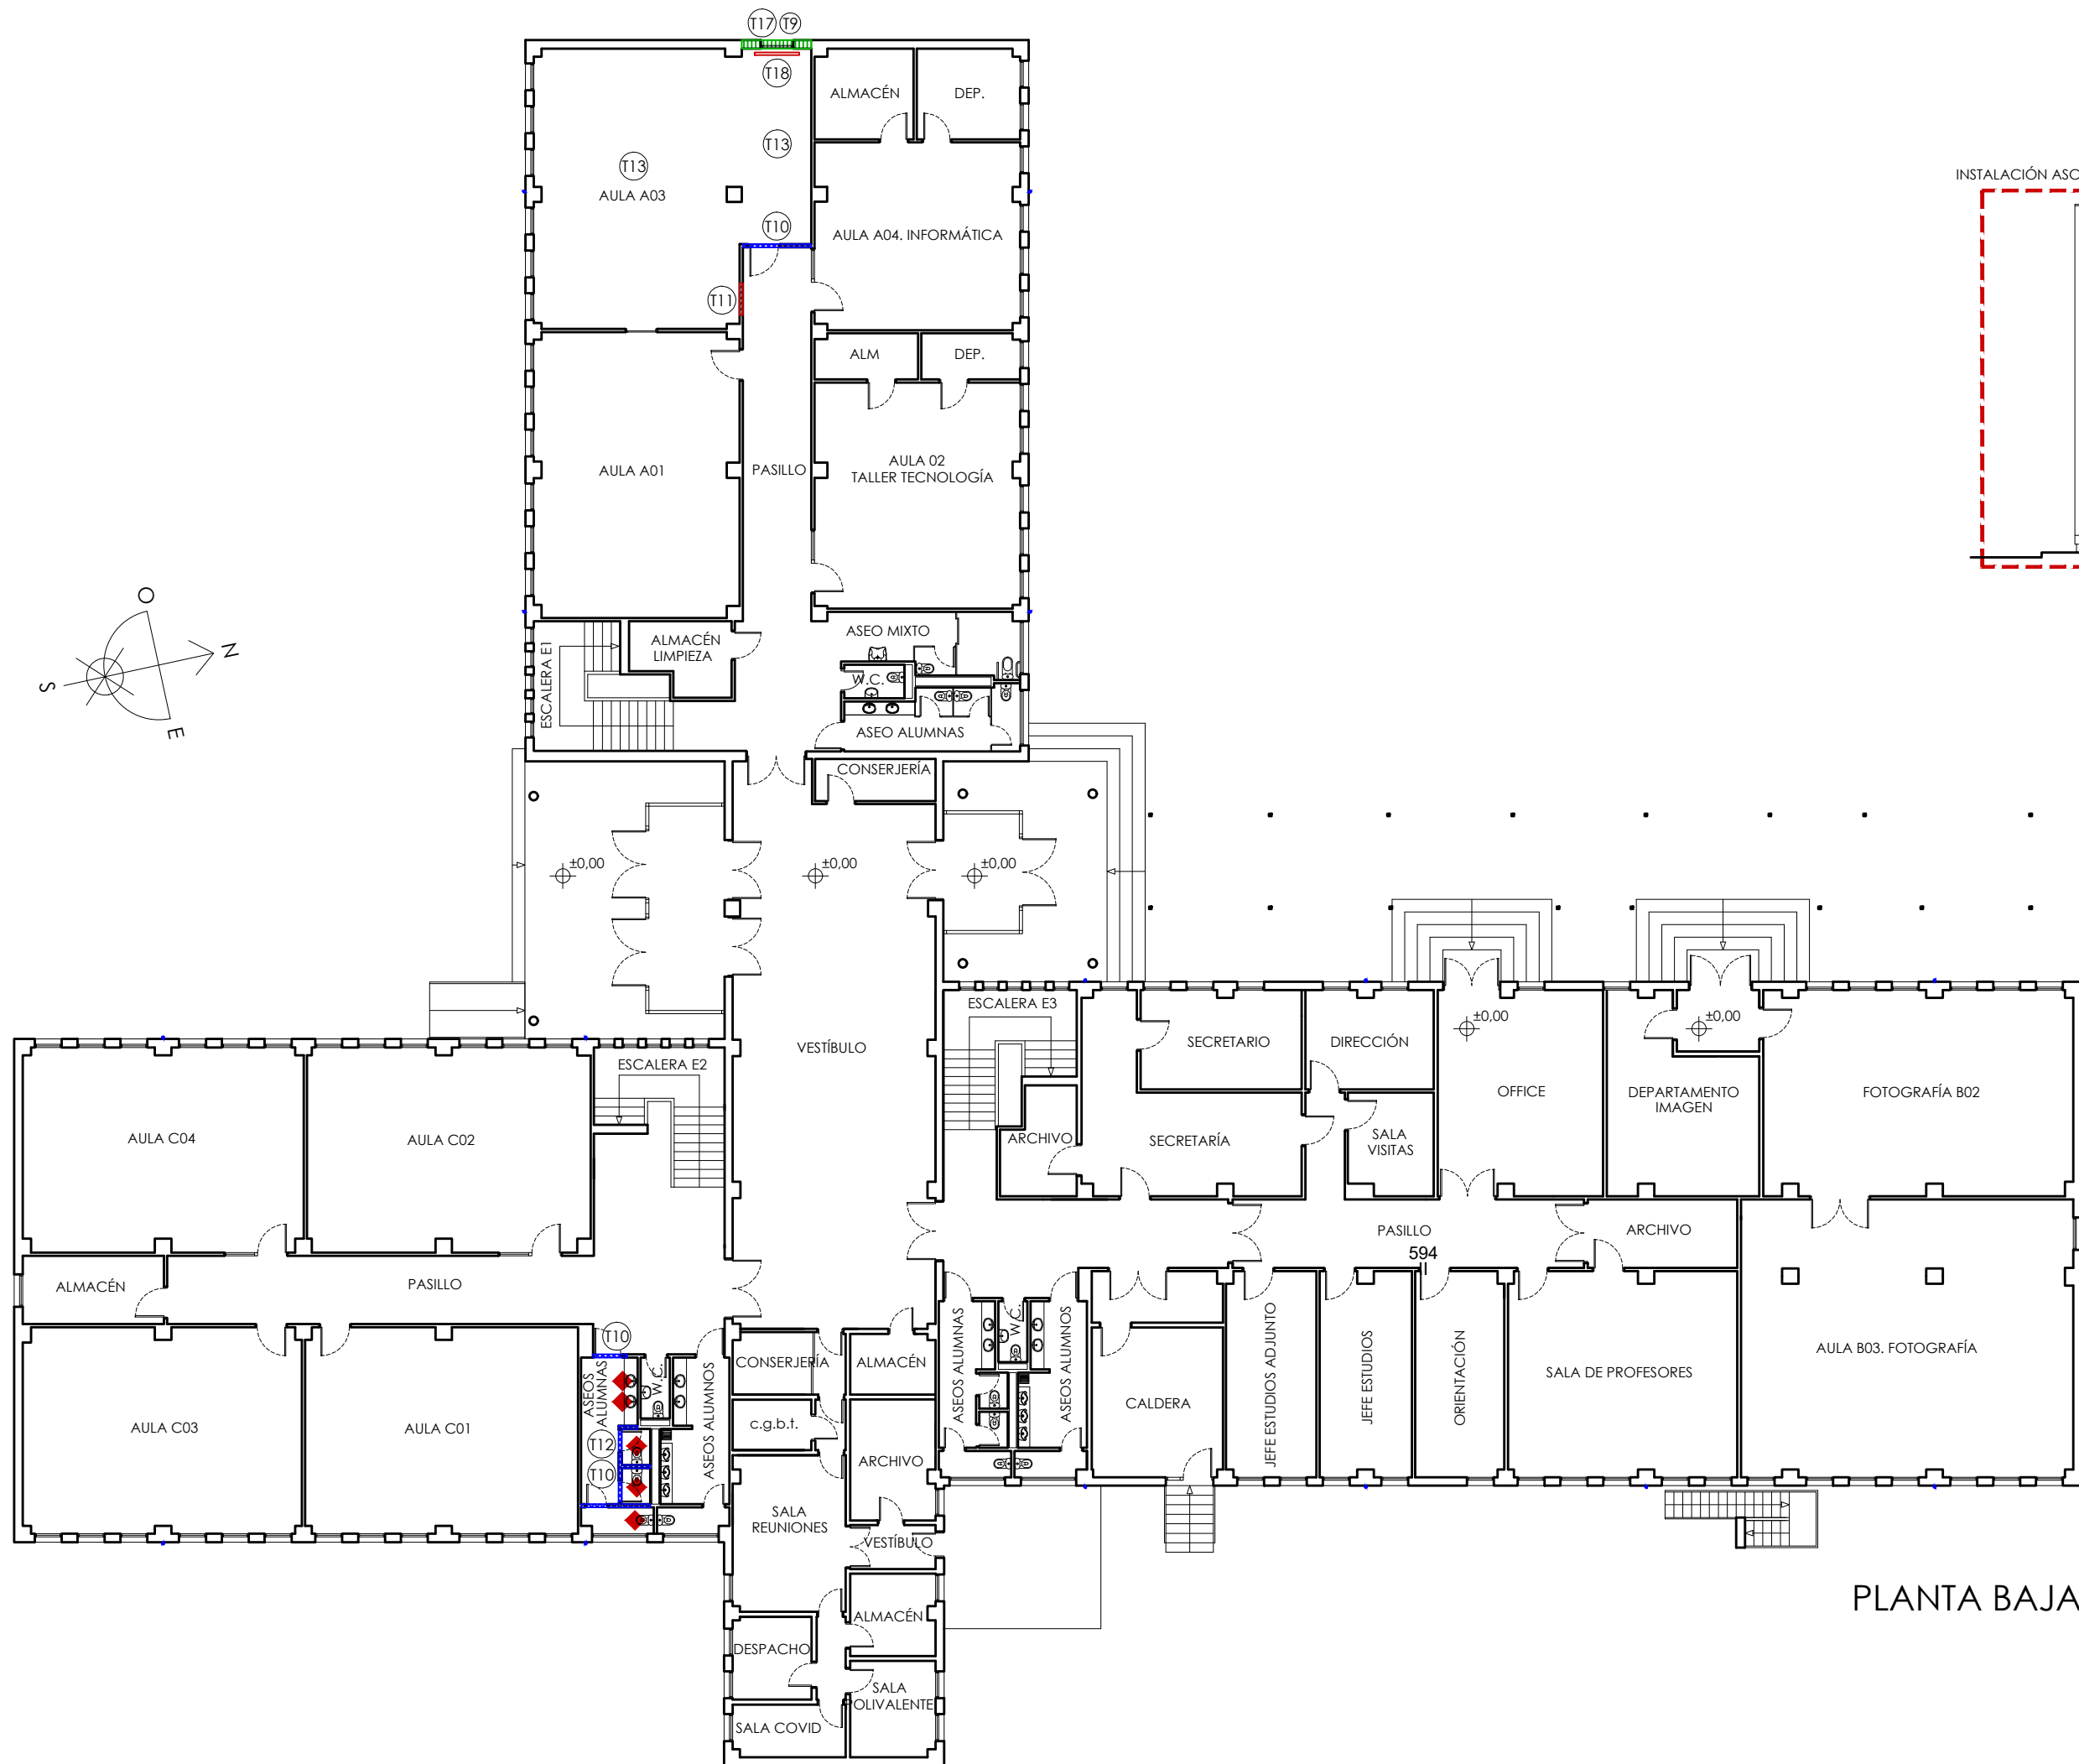 T17
T9
T18
ALMACÉN
DEP.
T13
T13
AULA A03
INSTALACIÓN ASC
T10
AULA A04. INFORMÁTICA
T11
ALM
DEP.
AULA A01
PASILLO
AULA 02
TALLER TECNOLOGÍA
O
N
S
E
ESCALERA E1
ALMACÉN
LIMPIEZA
ASEO MIXTO
W.C.
ASEO ALUMNAS
CONSERJERÍA
±0,00
±0,00
±0,00
ESCALERA E3
±0,00
±0,00
VESTÍBULO
SECRETARIO
DIRECCIÓN
ESCALERA E2
OFFICE
DEPARTAMENTO
IMAGEN
FOTOGRAFÍA B02
AULA C04
AULA C02
ARCHIVO
SECRETARÍA
SALA
VISITAS
PASILLO
ARCHIVO
594
ALMACÉN
PASILLO
T10
CONSERJERÍA
ALMACÉN
ASEOS ALUMNAS
W.C.
ASEOS ALUMNOS
ASEOS
ALUMNAS
W.C.
ASEOS ALUMNOS
CALDERA
JEFE ESTUDIOS ADJUNTO
JEFE ESTUDIOS
ORIENTACIÓN
SALA DE PROFESORES
AULA B03. FOTOGRAFÍA
AULA C03
AULA C01
c.g.b.t.
T12
T10
ARCHIVO
SALA
REUNIONES
VESTÍBULO
ALMACÉN
DESPACHO
SALA
POLIVALENTE
SALA COVID
PLANTA BAJA